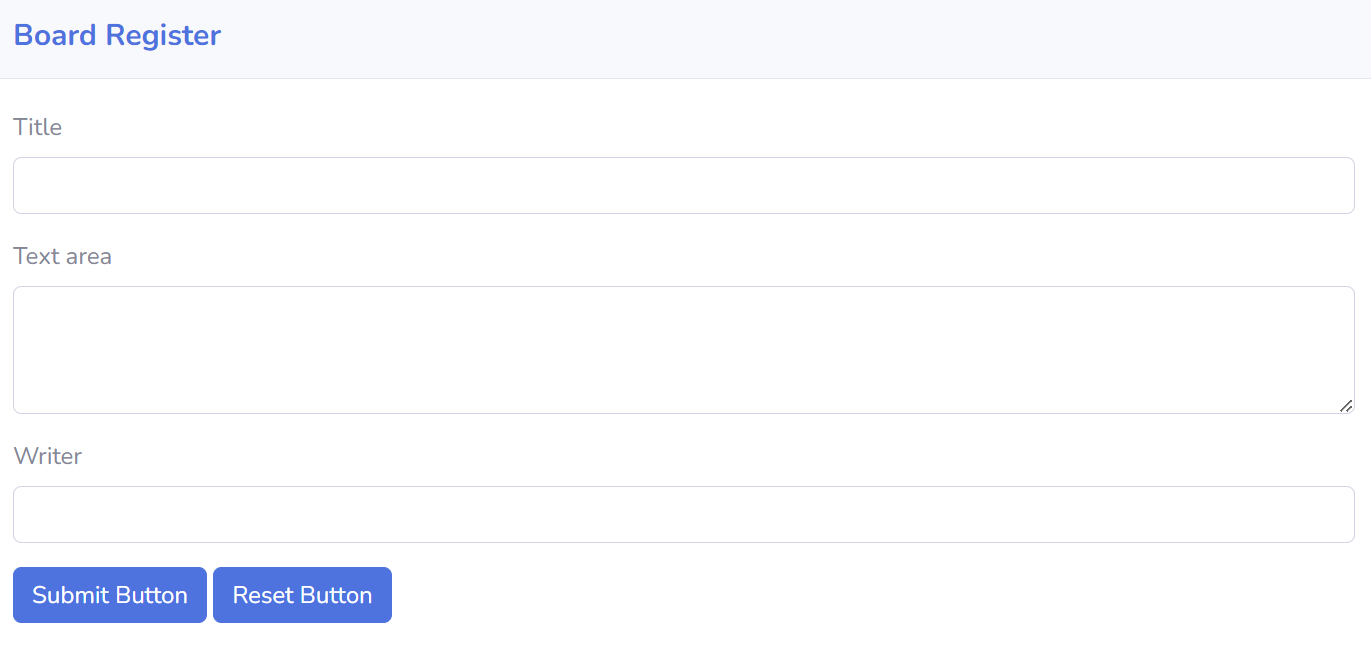 Board Register
Title
Text area
Writer
Submit Button Reset Button